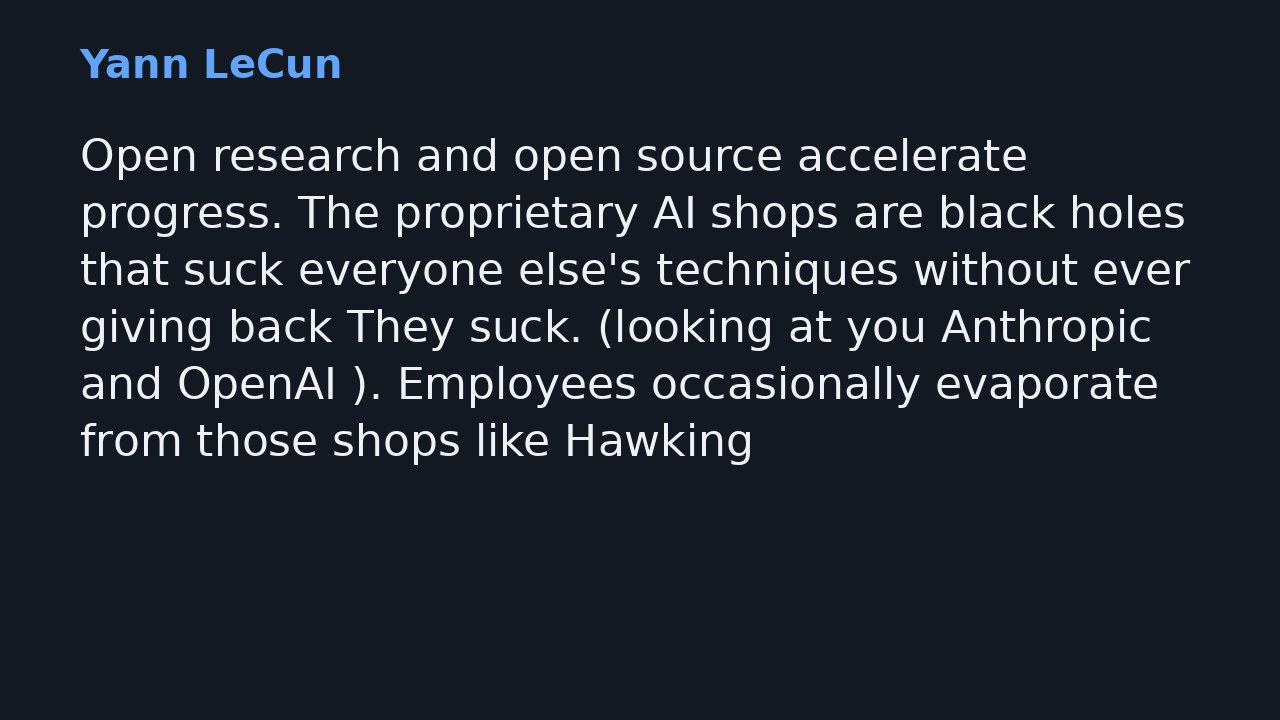 Yann LeCun
Open research and open source accelerate
progress. The proprietary AI shops are black holes
that suck everyone else's techniques without ever
giving back They suck. (looking at you Anthropic
and OpenAI ). Employees occasionally evaporate
from those shops like Hawking